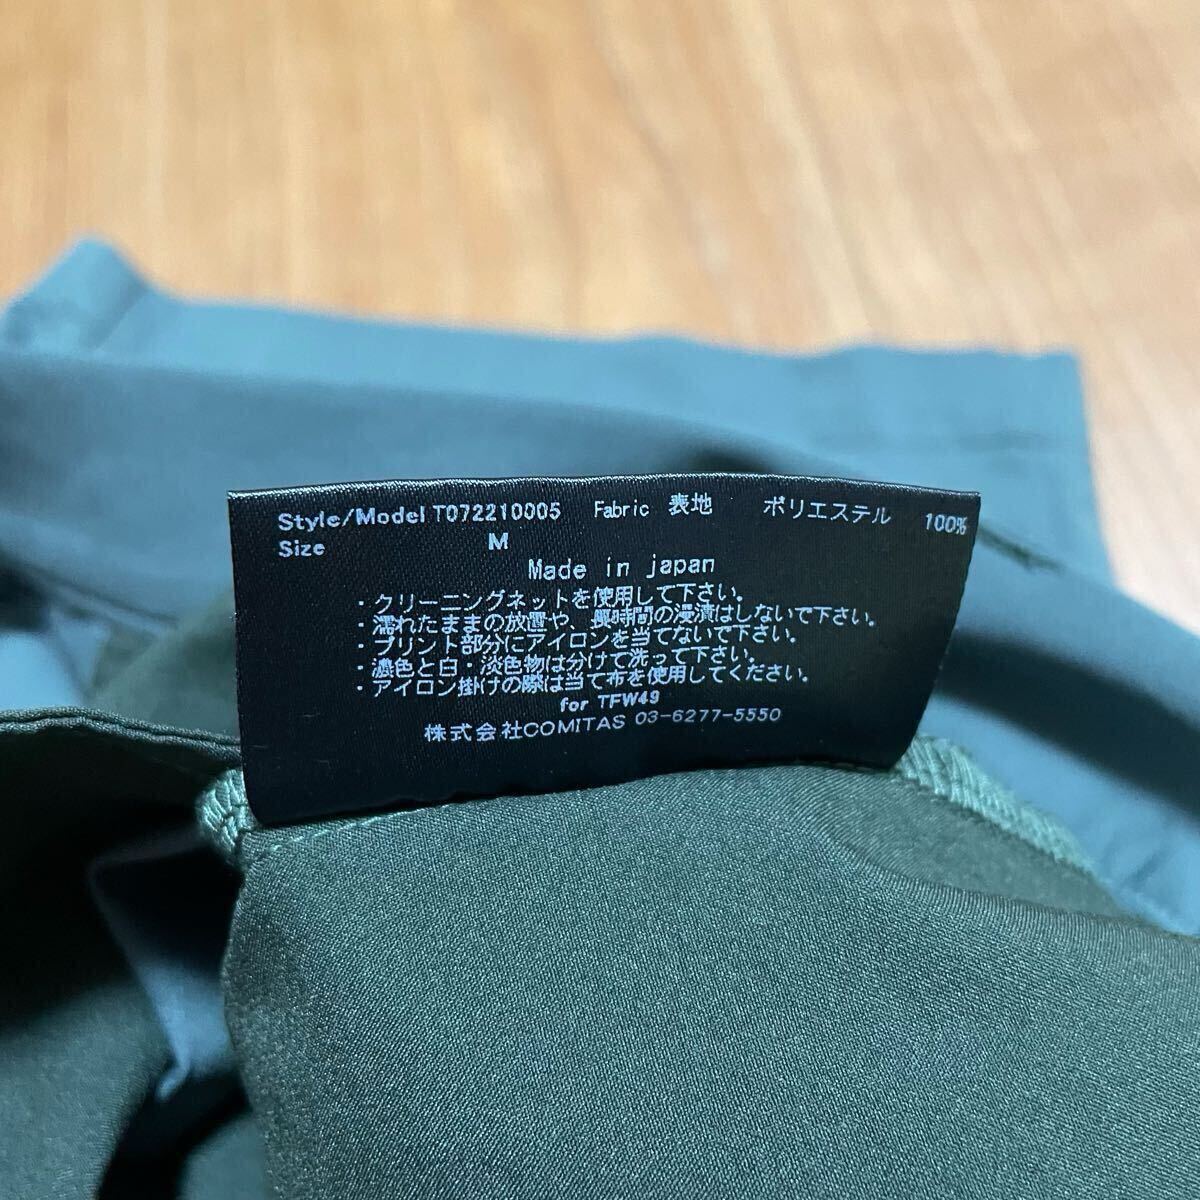 Style/Model T072210005 Fabric 表地 ポリエステル 100%
Size M
Made in japan
・クリーニングネットを使用して下さい。
・濡れたままの放置や、長時間の浸漬はしないで下さい。
・プリント部分にアイロンを当てないで下さい。
・濃色と白・淡色物は分けて洗って下さい。
・アイロン掛けの際は当て布を使用してください。
for TFW49
株式会社COMITAS 03-6277-5550